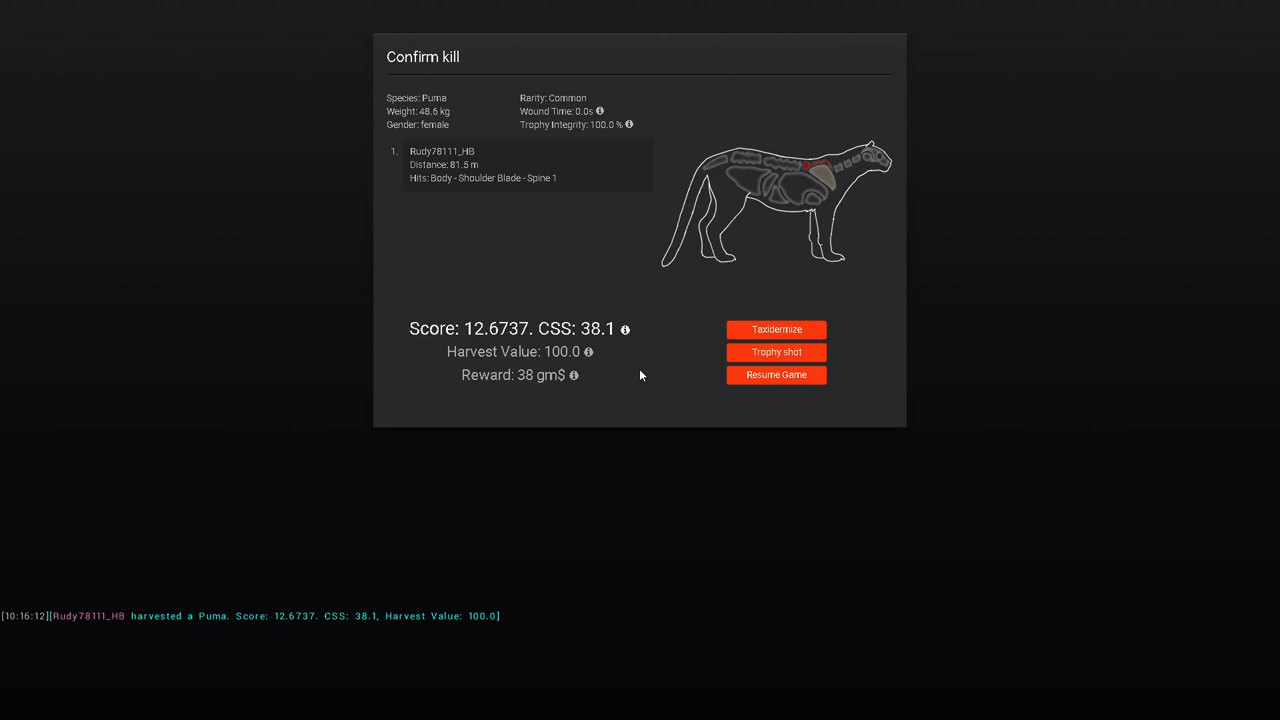 Confirm kill
Species: Puma
Weight: 48.6 kg
Gender: female
Rarity: Common
Wound Time: 0.0s
Trophy Integrity: 100.0 %
1.
Rudy78111_HB
Distance: 81.5 m
Hits: Body - Shoulder Blade - Spine 1
Score: 12.6737. CSS: 38.1
Harvest Value: 100.0
Reward: 38 gm$
Taxidermize
Trophy shot
Resume Game
[10:16:12][Rudy78111_HB harvested a Puma. Score: 12.6737. CSS: 38.1, Harvest Value: 100.0]